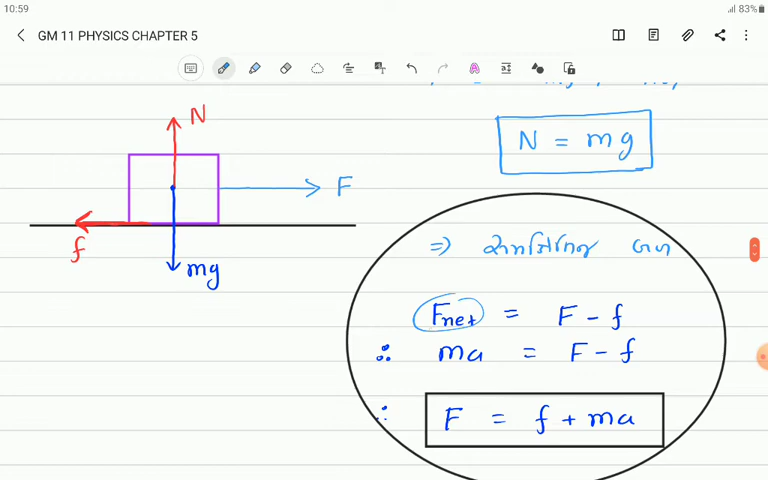 10:59
83%
GM 11 PHYSICS CHAPTER 5
N
N = mg
F
f
mg
⇒
Fnet = F - f
∴ ma = F - f
∴ F = f + ma